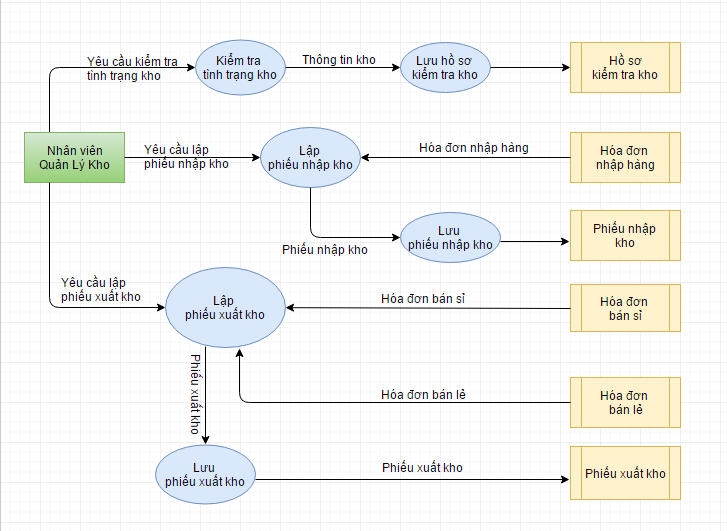 Yêu cầu kiểm tra
tình trạng kho
Kiểm tra
tình trạng kho
Thông tin kho
Lưu hồ sơ
kiểm tra kho
Hồ sơ
kiểm tra kho
Nhân viên
Quản Lý Kho
Yêu cầu lập
phiếu nhập kho
Lập
phiếu nhập kho
Hóa đơn nhập hàng
Hóa đơn
nhập hàng
Phiếu nhập kho
Lưu
phiếu nhập kho
Phiếu nhập
kho
Yêu cầu lập
phiếu xuất kho
Lập
phiếu xuất kho
Hóa đơn bán sỉ
Hóa đơn
bán sỉ
Phiếu xuất kho
Hóa đơn bán lẻ
Hóa đơn
bán lẻ
Lưu
phiếu xuất kho
Phiếu xuất kho
Phiếu xuất kho